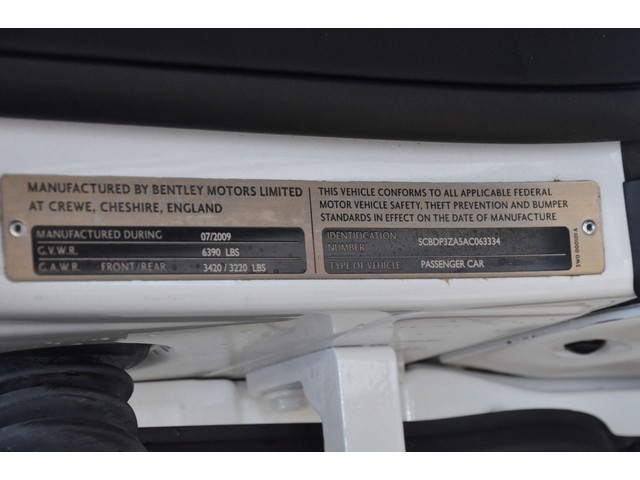 MANUFACTURED BY BENTLEY MOTORS LIMITED
AT CREWE, CHESHIRE, ENGLAND
MANUFACTURED DURING 07/2009
G.V.W.R. 6390 LBS
G.A.W.R. FRONT/REAR 3420 / 3220 LBS
THIS VEHICLE CONFORMS TO ALL APPLICABLE FEDERAL
MOTOR VEHICLE SAFETY, THEFT PREVENTION AND BUMPER
STANDARDS IN EFFECT ON THE DATE OF MANUFACTURE
IDENTIFICATION
NUMBER SCBDP3ZA5AC063334
TYPE OF VEHICLE PASSENGER CAR